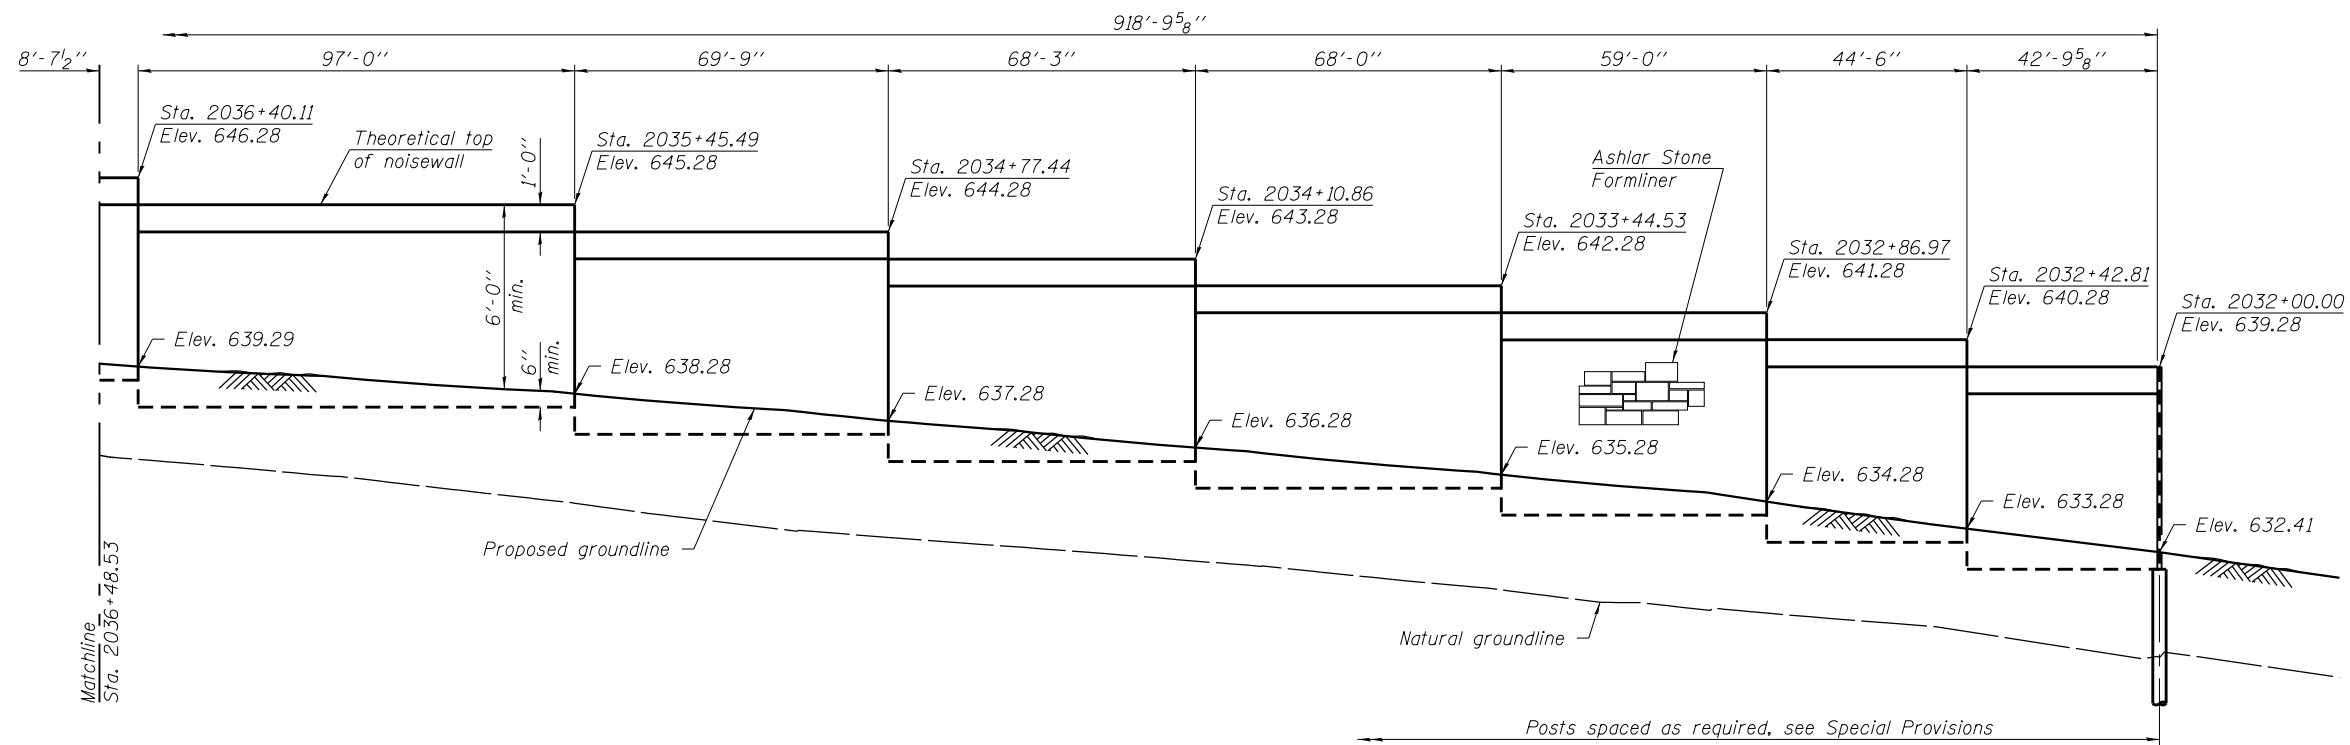 918'-9 5/8"
8'-7 1/2"
97'-0"
69'-9"
68'-3"
68'-0"
59'-0"
44'-6"
42'-9 5/8"
Sta. 2036+40.11
Elev. 646.28
Theoretical top
of noisewall
1'-0"
Sta. 2035+45.49
Elev. 645.28
Sta. 2034+77.44
Elev. 644.28
Sta. 2034+10.86
Elev. 643.28
Ashlar Stone
Formliner
Sta. 2033+44.53
Elev. 642.28
Sta. 2032+86.97
Elev. 641.28
Sta. 2032+42.81
Elev. 640.28
Sta. 2032+00.00
Elev. 639.28
6'-0"
min.
6"
min.
Elev. 639.29
Elev. 638.28
Elev. 637.28
Elev. 636.28
Elev. 635.28
Elev. 634.28
Elev. 633.28
Elev. 632.41
Proposed groundline
Natural groundline
Matchline
Sta. 2036+48.53
Posts spaced as required, see Special Provisions